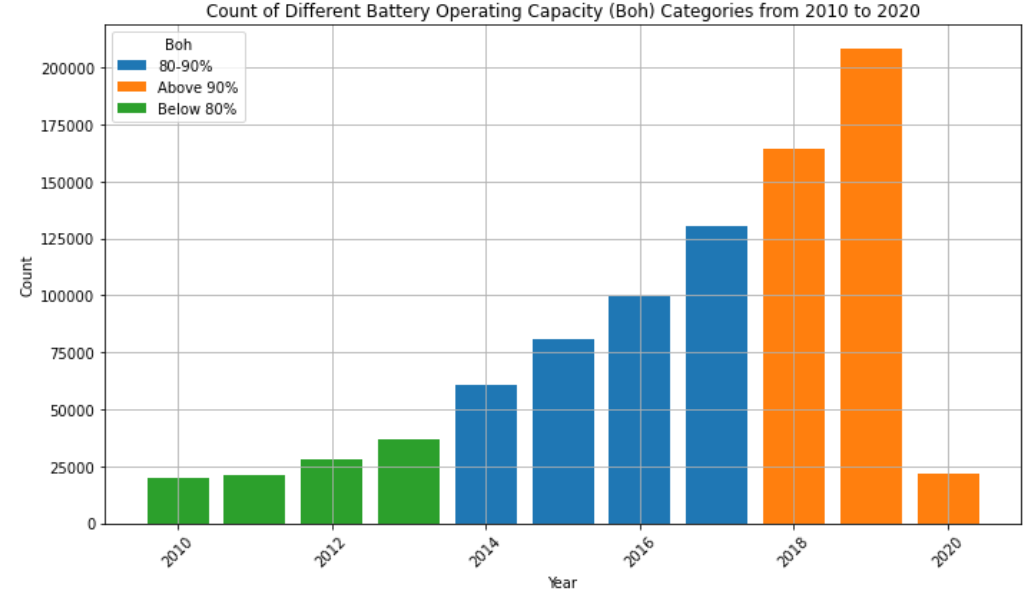 Count of Different Battery Operating Capacity (Boh) Categories from 2010 to 2020
Boh
80-90%
Above 90%
Below 80%
200000
175000
150000
125000
100000
75000
50000
25000
0
Count
2010
2012
2014
2016
2018
2020
Year